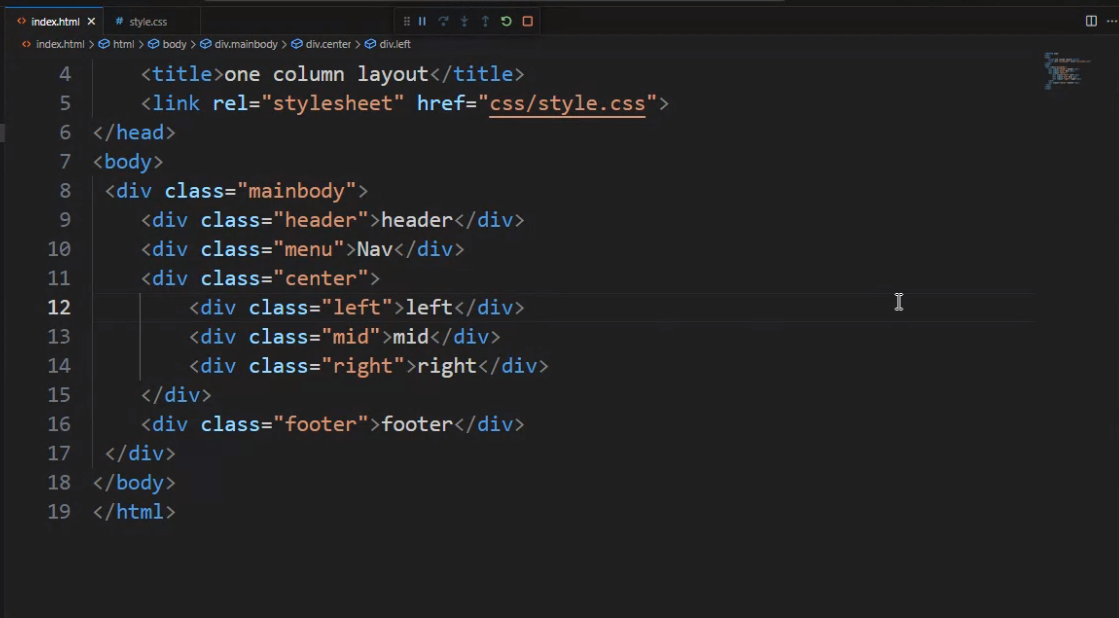 <> index.html × # style.css
<> index.html > html > body > div.mainbody > div.center > div.left
4 <title>one column layout</title>
5 <link rel="stylesheet" href="css/style.css">
6 </head>
7 <body>
8 <div class="mainbody">
9 <div class="header">header</div>
10 <div class="menu">Nav</div>
11 <div class="center">
12 <div class="left">left</div>
13 <div class="mid">mid</div>
14 <div class="right">right</div>
15 </div>
16 <div class="footer">footer</div>
17 </div>
18 </body>
19 </html>